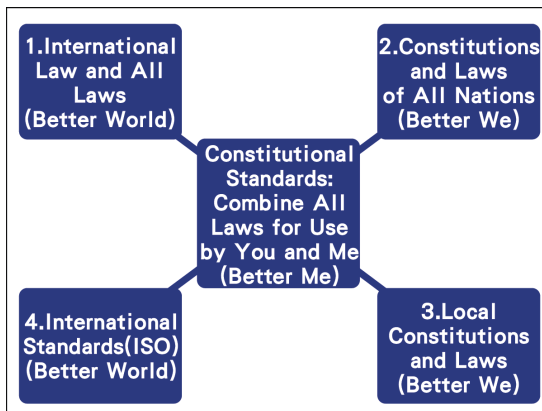 1.International
Law and All
Laws
(Better World)
2.Constitutions
and Laws
of All Nations
(Better We)
Constitutional
Standards:
Combine All
Laws for Use
by You and Me
(Better Me)
4.International
Standards(ISO)
(Better World)
3.Local
Constitutions
and Laws
(Better We)